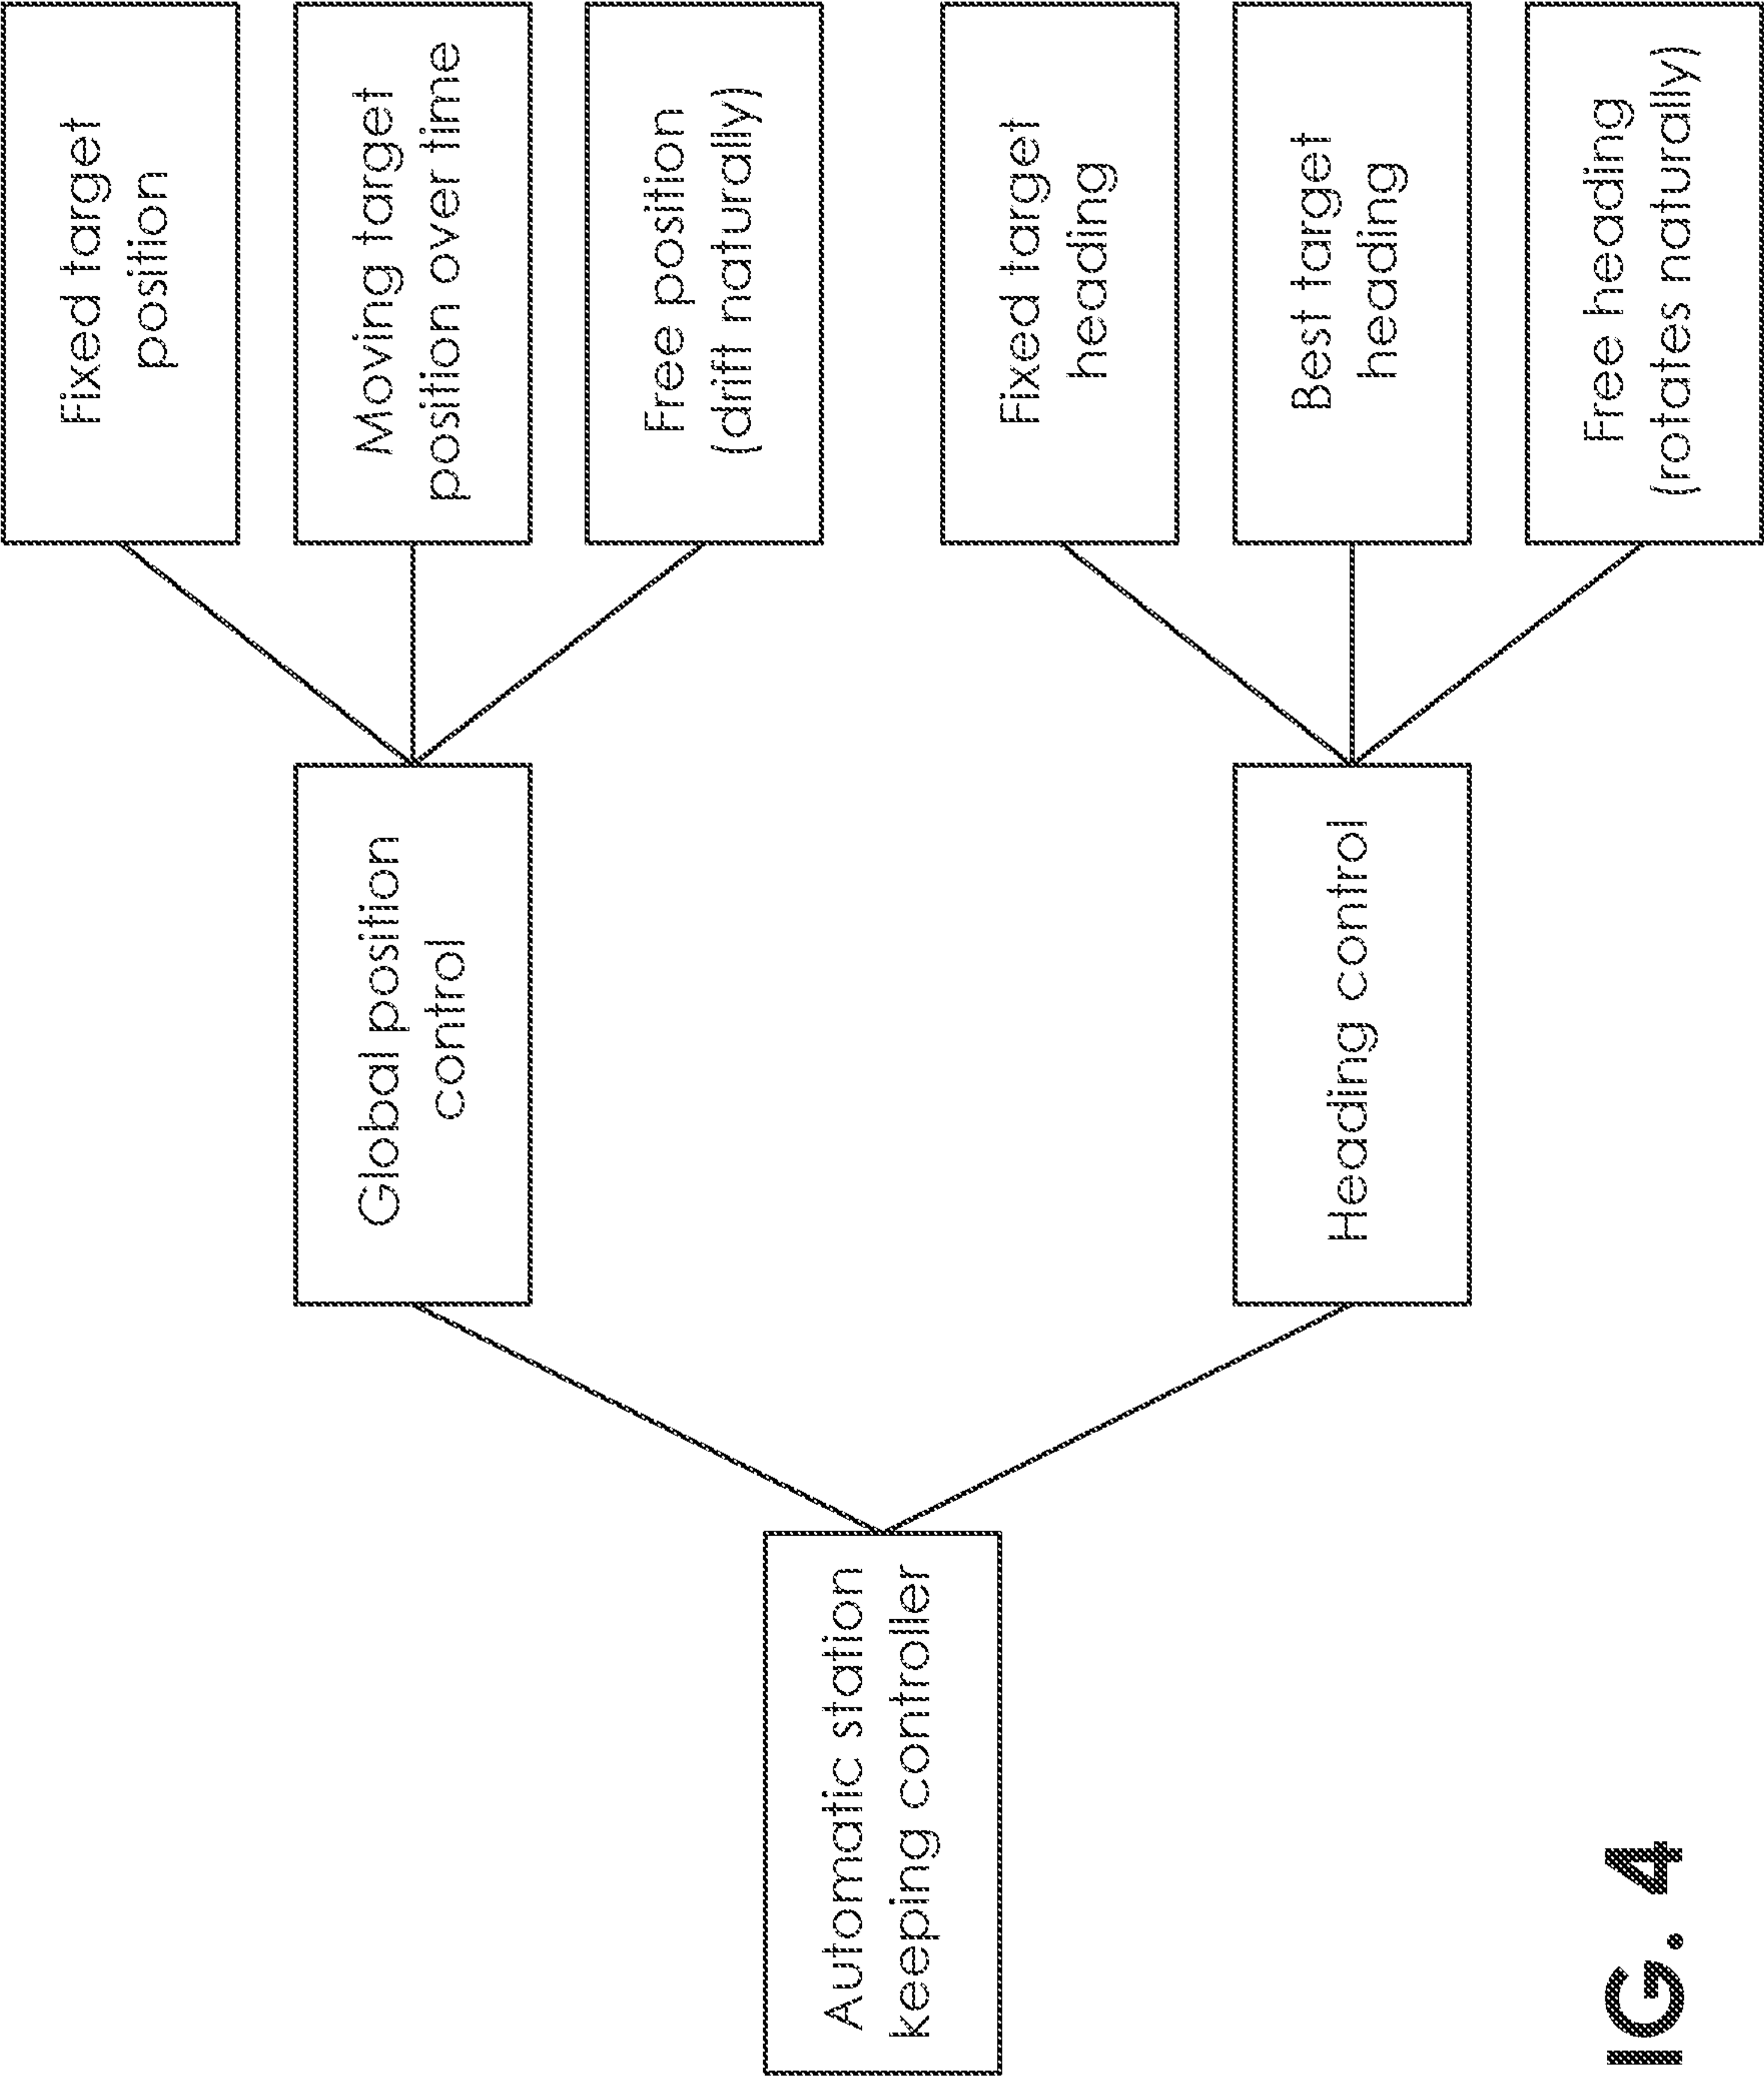 Automatic station
keeping controller
Global position
control
Heading control
Fixed target
position
Moving target
position over time
Free position
(drift naturally)
Fixed target
heading
Best target
heading
Free heading
(rotates naturally)
IG. 4